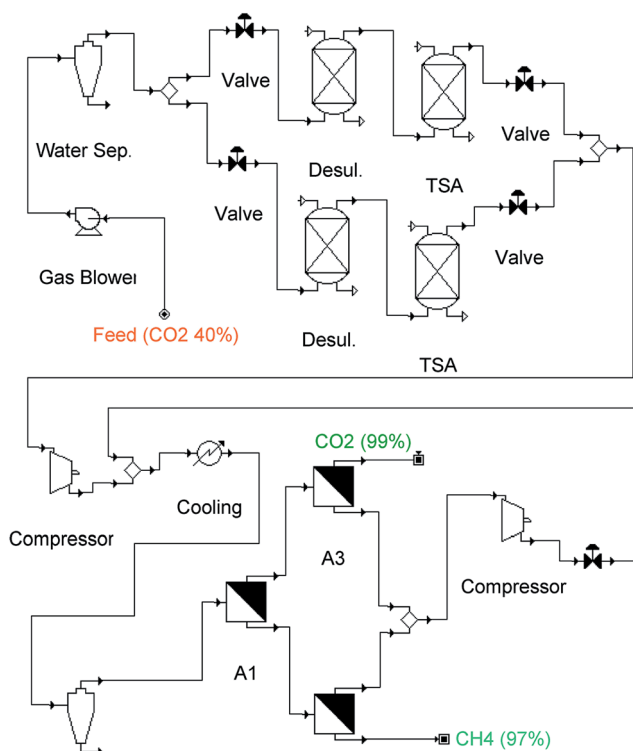 Valve
Water Sep.
Valve
Desul.
TSA
Valve
Gas Blower
Valve
Feed (CO2 40%)
Desul.
TSA
CO2 (99%)
Cooling
Compressor
A3
Compressor
A1
CH4 (97%)